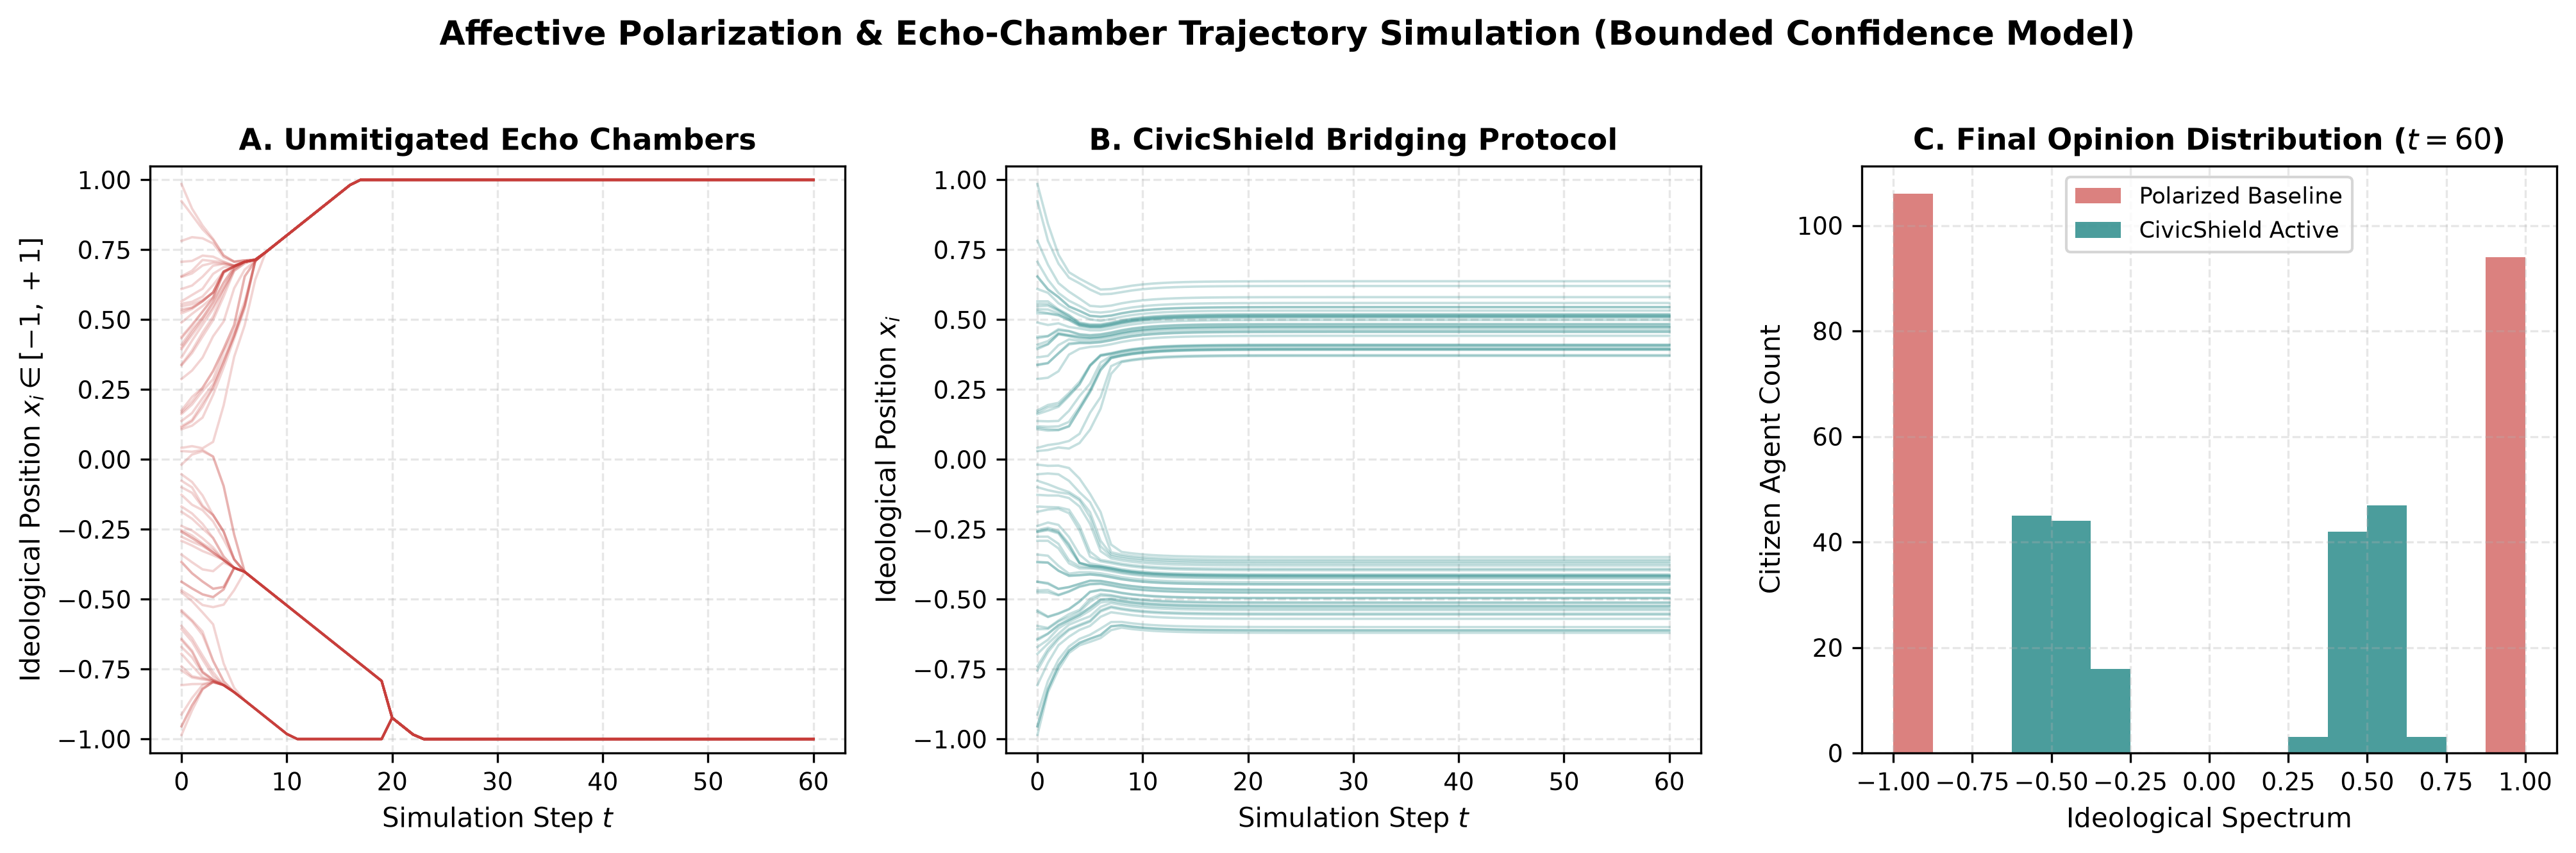 Affective Polarization & Echo-Chamber Trajectory Simulation (Bounded Confidence Model)
A. Unmitigated Echo Chambers
Ideological Position x_i ∈ [−1, +1]
1.00
0.75
0.50
0.25
0.00
−0.25
−0.50
−0.75
−1.00
0 10 20 30 40 50 60
Simulation Step t
B. CivicShield Bridging Protocol
Ideological Position x_i
1.00
0.75
0.50
0.25
0.00
−0.25
−0.50
−0.75
−1.00
0 10 20 30 40 50 60
Simulation Step t
C. Final Opinion Distribution (t = 60)
Polarized Baseline
CivicShield Active
Citizen Agent Count
100
80
60
40
20
0
−1.00 −0.75 −0.50 −0.25 0.00 0.25 0.50 0.75 1.00
Ideological Spectrum